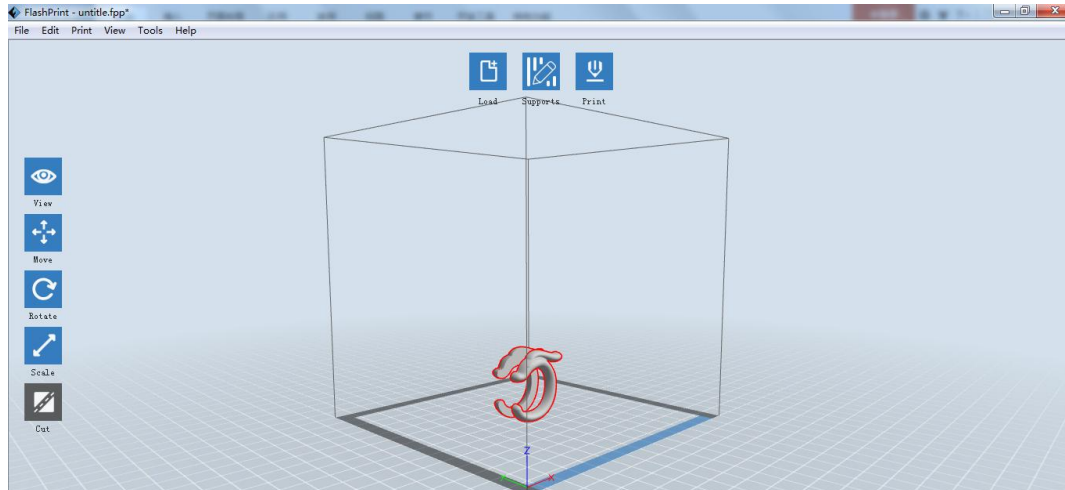 FlashPrint - untitle.fpp*
File Edit Print View Tools Help
Load Supports Print
View
Move
Rotate
Scale
Cut
Z
X